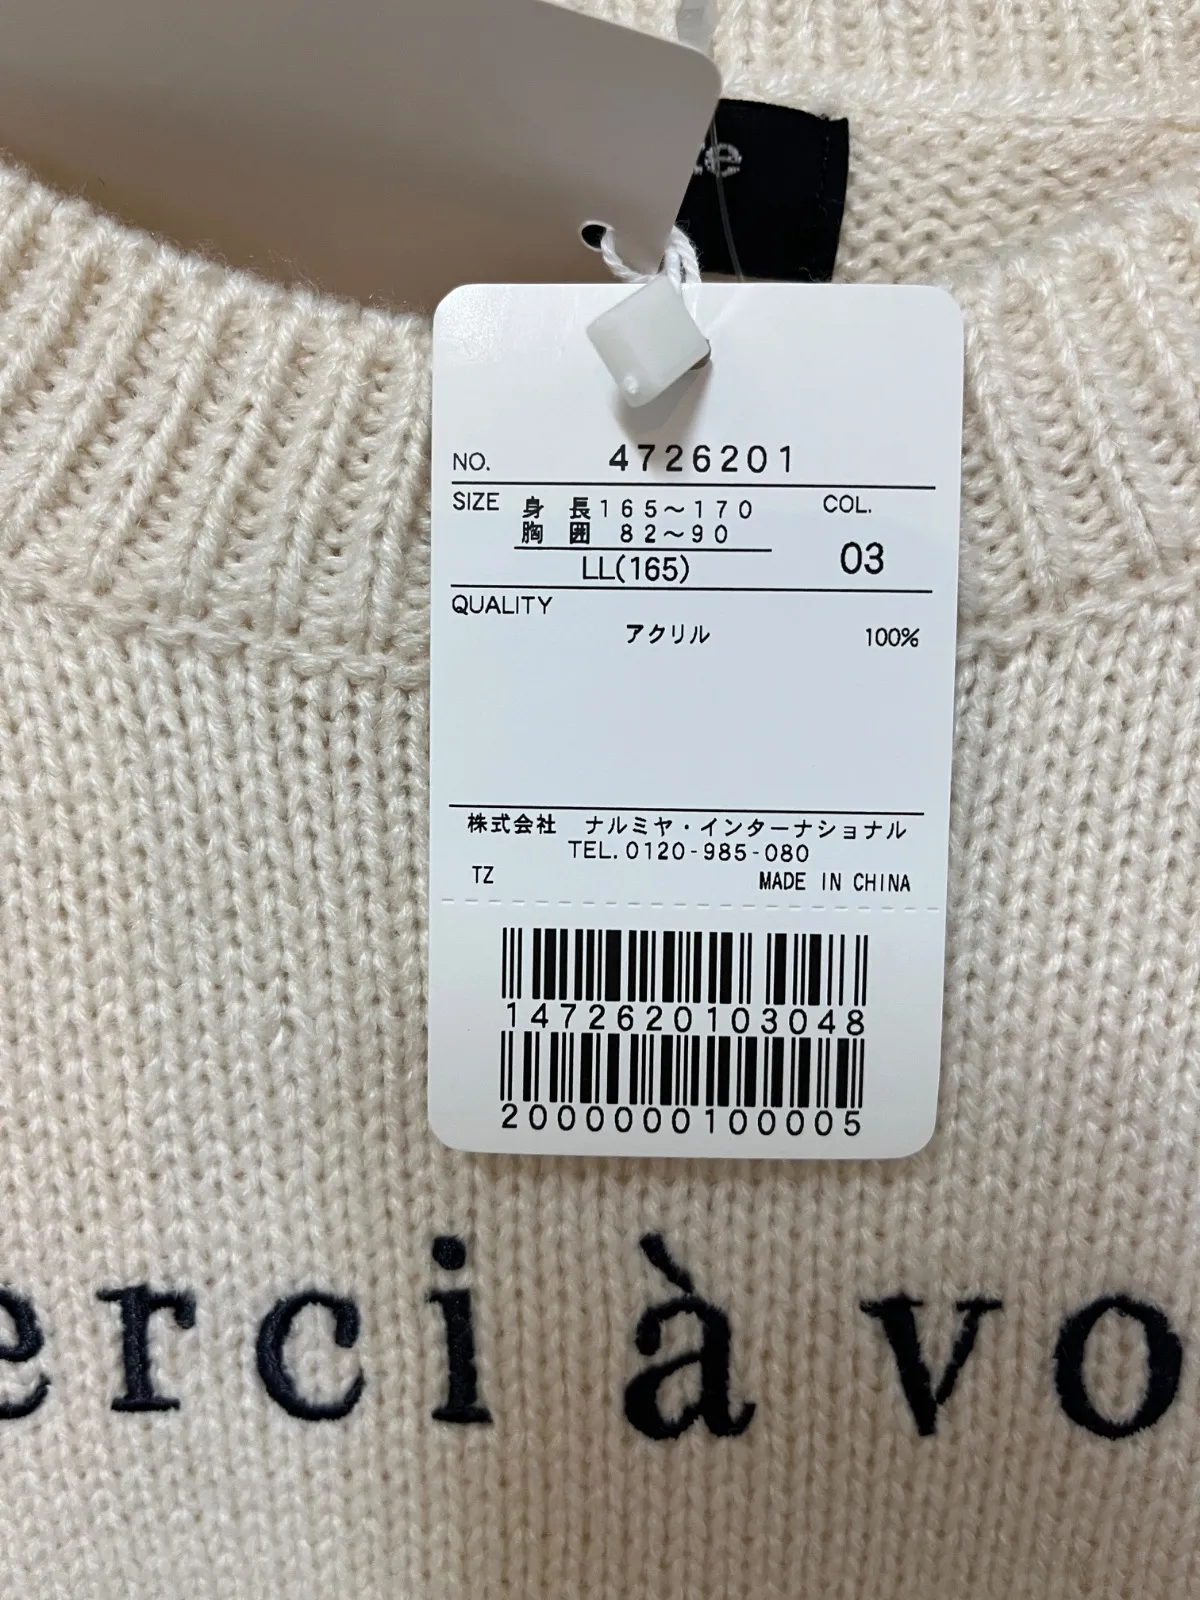 NO. 4726201
SIZE 身長165～170 COL.
胸囲 82～90
LL(165) 03
QUALITY
アクリル 100%
株式会社 ナルミヤ・インターナショナル
TEL.0120-985-080
TZ MADE IN CHINA
1472620103048
2000000100005
erci à vo